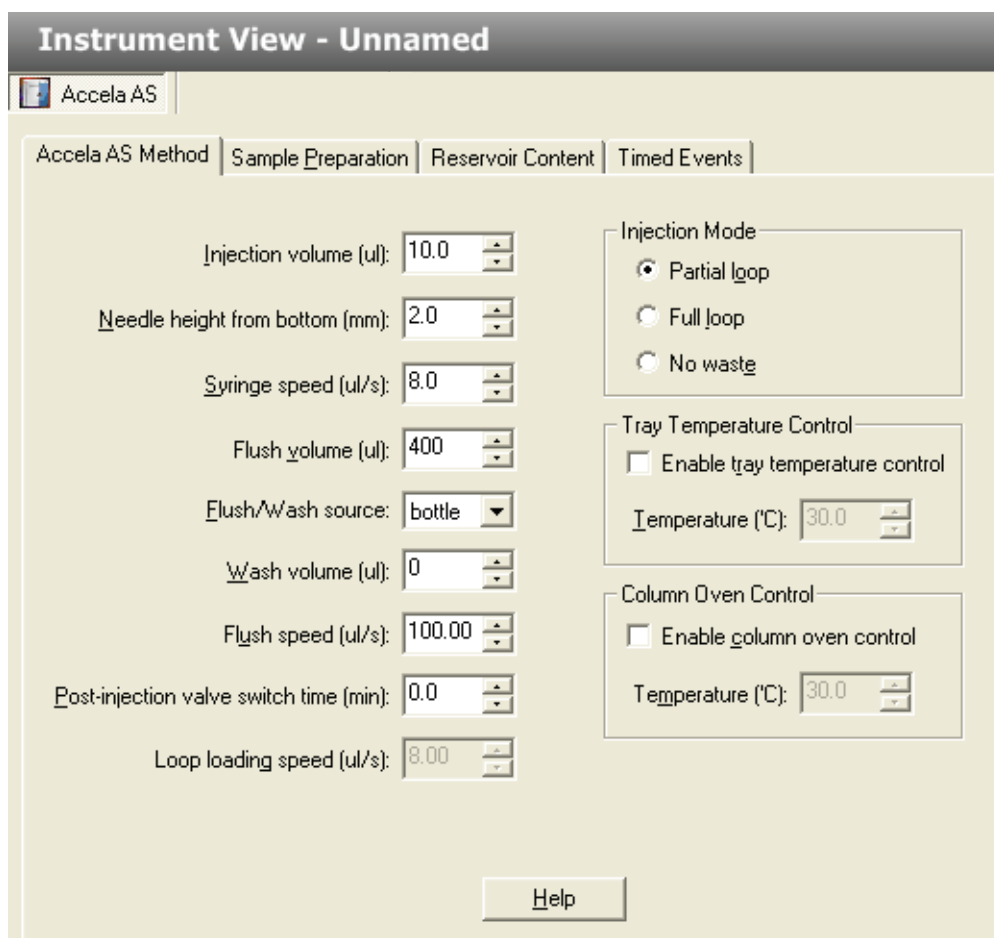 Instrument View - Unnamed
Accela AS
Accela AS Method Sample Preparation Reservoir Content Timed Events
Injection volume (ul): 10.0
Needle height from bottom (mm): 2.0
Syringe speed (ul/s): 8.0
Flush volume (ul): 400
Flush/Wash source: bottle
Wash volume (ul): 0
Flush speed (ul/s): 100.00
Post-injection valve switch time (min): 0.0
Loop loading speed (ul/s): 8.00
Injection Mode
Partial loop
Full loop
No waste
Tray Temperature Control
Enable tray temperature control
Temperature (°C): 30.0
Column Oven Control
Enable column oven control
Temperature (°C): 30.0
Help